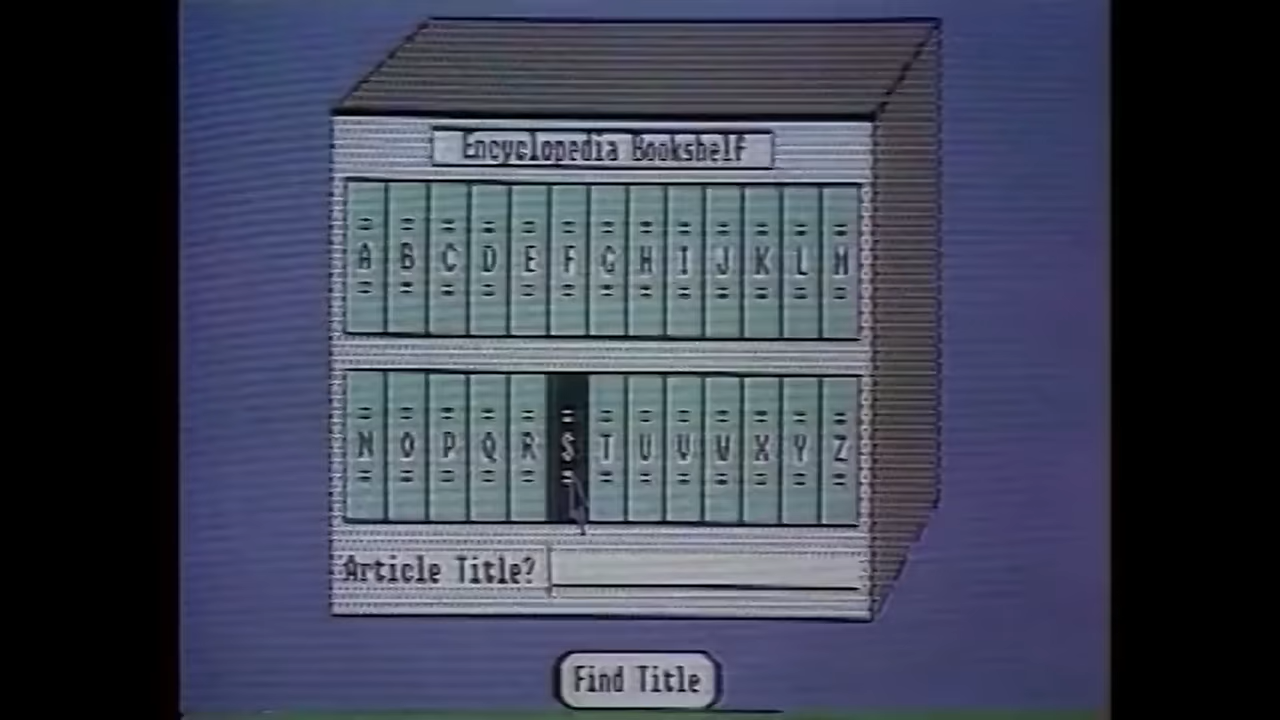 Encyclopedia Bookshelf
A B C D E F G H I J K L M
N O P Q R S T U V W X Y Z
Article Title?
Find Title